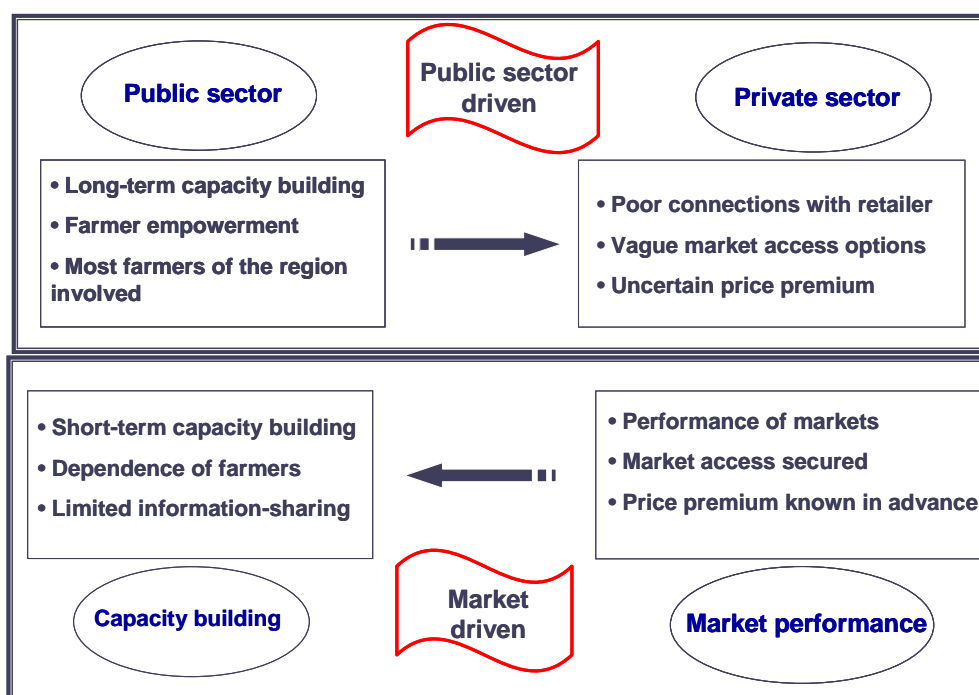 Public sector
Public sector
driven
Private sector
• Long-term capacity building
• Farmer empowerment
• Most farmers of the region
involved
• Poor connections with retailer
• Vague market access options
• Uncertain price premium
• Short-term capacity building
• Dependence of farmers
• Limited information-sharing
• Performance of markets
• Market access secured
• Price premium known in advance
Capacity building
Market
driven
Market performance